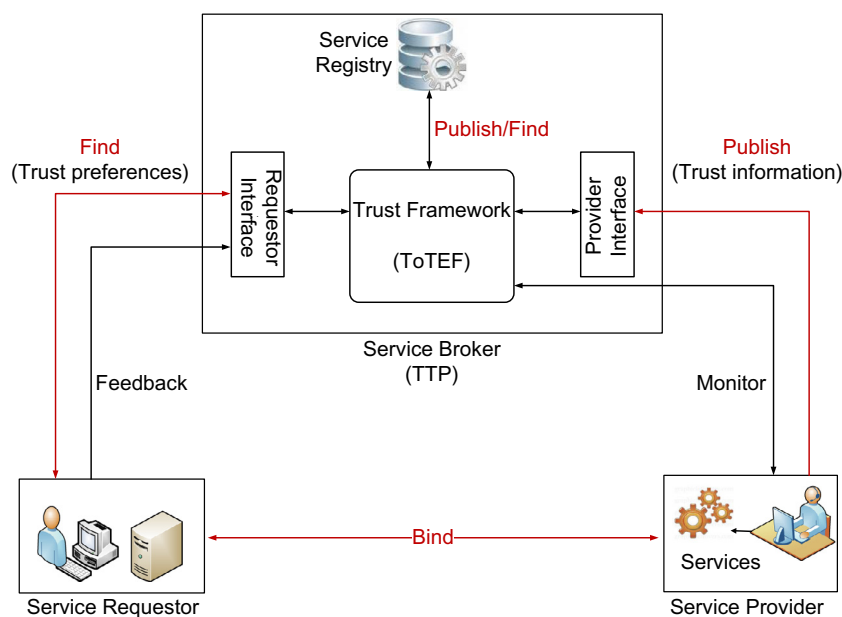 Service
Registry
Publish/Find
Find
(Trust preferences)
Publish
(Trust information)
Requestor
Interface
Trust Framework
(ToTEF)
Provider
Interface
Service Broker
(TTP)
Feedback
Monitor
Bind
Services
Service Requestor
Service Provider